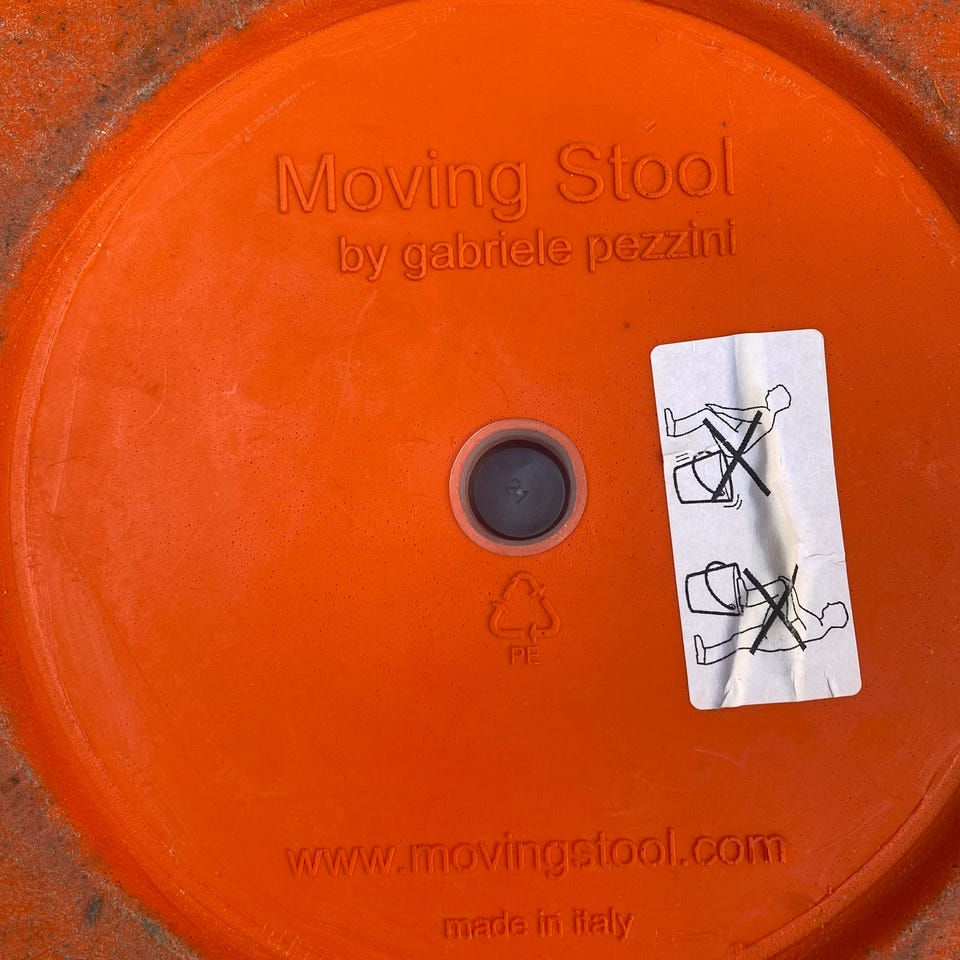 Moving Stool
by gabriele pezzini
PE
www.movingstool.com
made in italy